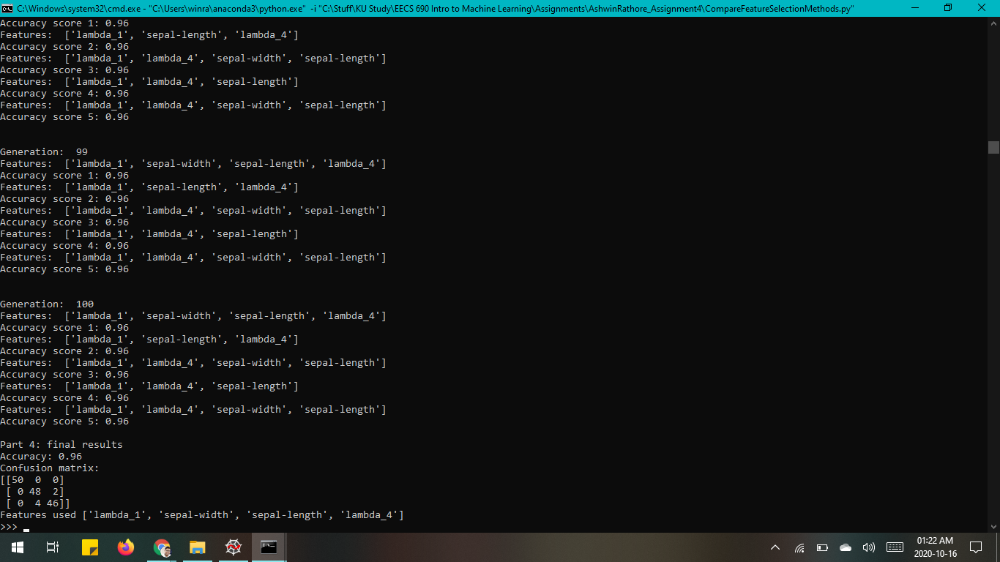 C:\Windows\system32\cmd.exe - "C:\Users\winra\anaconda3\python.exe" -i "C:\Stuff\KU Study\EECS 690 Intro to Machine Learning\Assignments\AshwinRathore_Assignment4\CompareFeatureSelectionMethods.py"
Accuracy score 1: 0.96
Features:  ['lambda_1', 'sepal-length', 'lambda_4']
Accuracy score 2: 0.96
Features:  ['lambda_1', 'lambda_4', 'sepal-width', 'sepal-length']
Accuracy score 3: 0.96
Features:  ['lambda_1', 'lambda_4', 'sepal-length']
Accuracy score 4: 0.96
Features:  ['lambda_1', 'lambda_4', 'sepal-width', 'sepal-length']
Accuracy score 5: 0.96
Generation:  99
Features:  ['lambda_1', 'sepal-width', 'sepal-length', 'lambda_4']
Accuracy score 1: 0.96
Features:  ['lambda_1', 'sepal-length', 'lambda_4']
Accuracy score 2: 0.96
Features:  ['lambda_1', 'lambda_4', 'sepal-width', 'sepal-length']
Accuracy score 3: 0.96
Features:  ['lambda_1', 'lambda_4', 'sepal-length']
Accuracy score 4: 0.96
Features:  ['lambda_1', 'lambda_4', 'sepal-width', 'sepal-length']
Accuracy score 5: 0.96
Generation:  100
Features:  ['lambda_1', 'sepal-width', 'sepal-length', 'lambda_4']
Accuracy score 1: 0.96
Features:  ['lambda_1', 'sepal-length', 'lambda_4']
Accuracy score 2: 0.96
Features:  ['lambda_1', 'lambda_4', 'sepal-width', 'sepal-length']
Accuracy score 3: 0.96
Features:  ['lambda_1', 'lambda_4', 'sepal-length']
Accuracy score 4: 0.96
Features:  ['lambda_1', 'lambda_4', 'sepal-width', 'sepal-length']
Accuracy score 5: 0.96
Part 4: final results
Accuracy: 0.96
Confusion matrix:
[[50  0  0]
 [ 0 48  2]
 [ 0  4 46]]
Features used ['lambda_1', 'sepal-width', 'sepal-length', 'lambda_4']
>>>
01:22 AM
2020-10-16